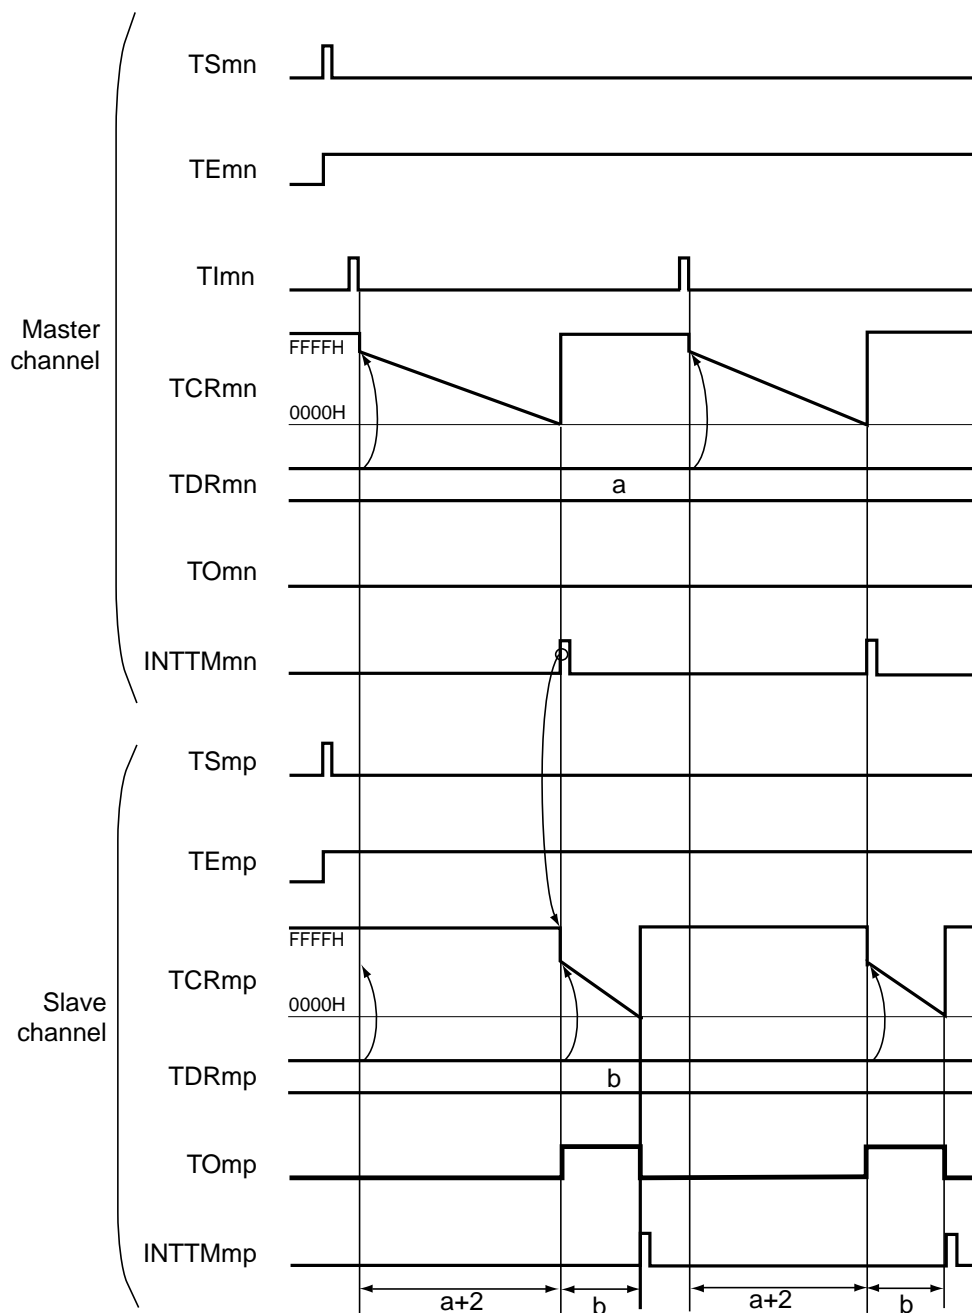 TSmn
TEmn
TImn
Master
channel
FFFFH
TCRmn
0000H
TDRmn
a
TOmn
INTTMmn
TSmp
TEmp
FFFFH
TCRmp
0000H
Slave
channel
TDRmp
b
TOmp
INTTMmp
a+2
b
a+2
b